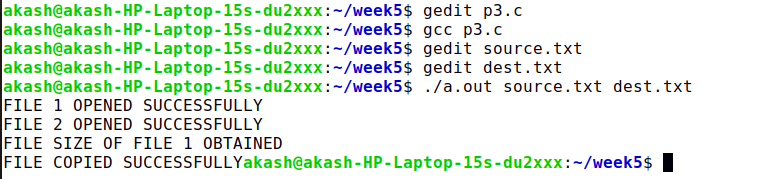 akash@akash-HP-Laptop-15s-du2xxx:~/week5$ gedit p3.c
akash@akash-HP-Laptop-15s-du2xxx:~/week5$ gcc p3.c
akash@akash-HP-Laptop-15s-du2xxx:~/week5$ gedit source.txt
akash@akash-HP-Laptop-15s-du2xxx:~/week5$ gedit dest.txt
akash@akash-HP-Laptop-15s-du2xxx:~/week5$ ./a.out source.txt dest.txt
FILE 1 OPENED SUCCESSFULLY
FILE 2 OPENED SUCCESSFULLY
FILE SIZE OF FILE 1 OBTAINED
FILE COPIED SUCCESSFULLYakash@akash-HP-Laptop-15s-du2xxx:~/week5$